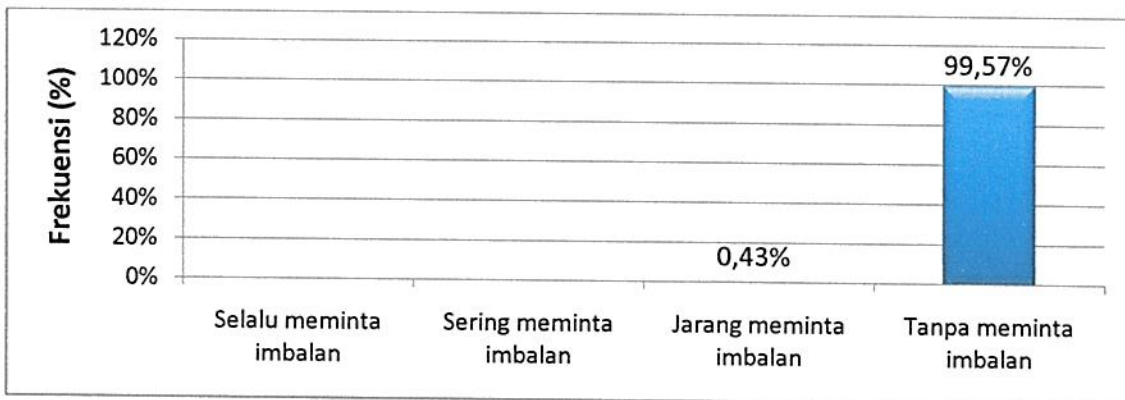 120%
100%
80%
60%
40%
20%
0%
Frekuensi (%)
99,57%
0,43%
Selalu meminta
imbalan
Sering meminta
imbalan
Jarang meminta
imbalan
Tanpa meminta
imbalan